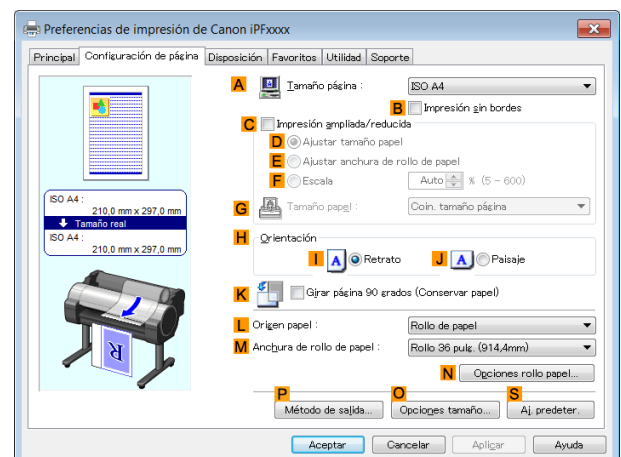 Preferencias de impresión de Canon iPFxxxx
Principal Configuración de página Disposición Favoritos Utilidad Soporte
A Tamaño página : ISO A4
B Impresión sin bordes
C Impresión ampliada/reducida
D Ajustar tamaño papel
E Ajustar anchura de rollo de papel
F Escala Auto % (5 - 600)
ISO A4 :
210,0 mm x 297,0 mm
Tamaño real
ISO A4 :
210,0 mm x 297,0 mm
G Tamaño papel : Coin. tamaño página
H Orientación
I A Retrato J A Paisaje
K Girar página 90 grados (Conservar papel)
R
L Origen papel : Rollo de papel
M Anchura de rollo de papel : Rollo 36 pulg. (914,4mm)
N Opciones rollo papel...
P O S
Método de salida... Opciones tamaño... Aj. predeter.
Aceptar Cancelar Aplicar Ayuda